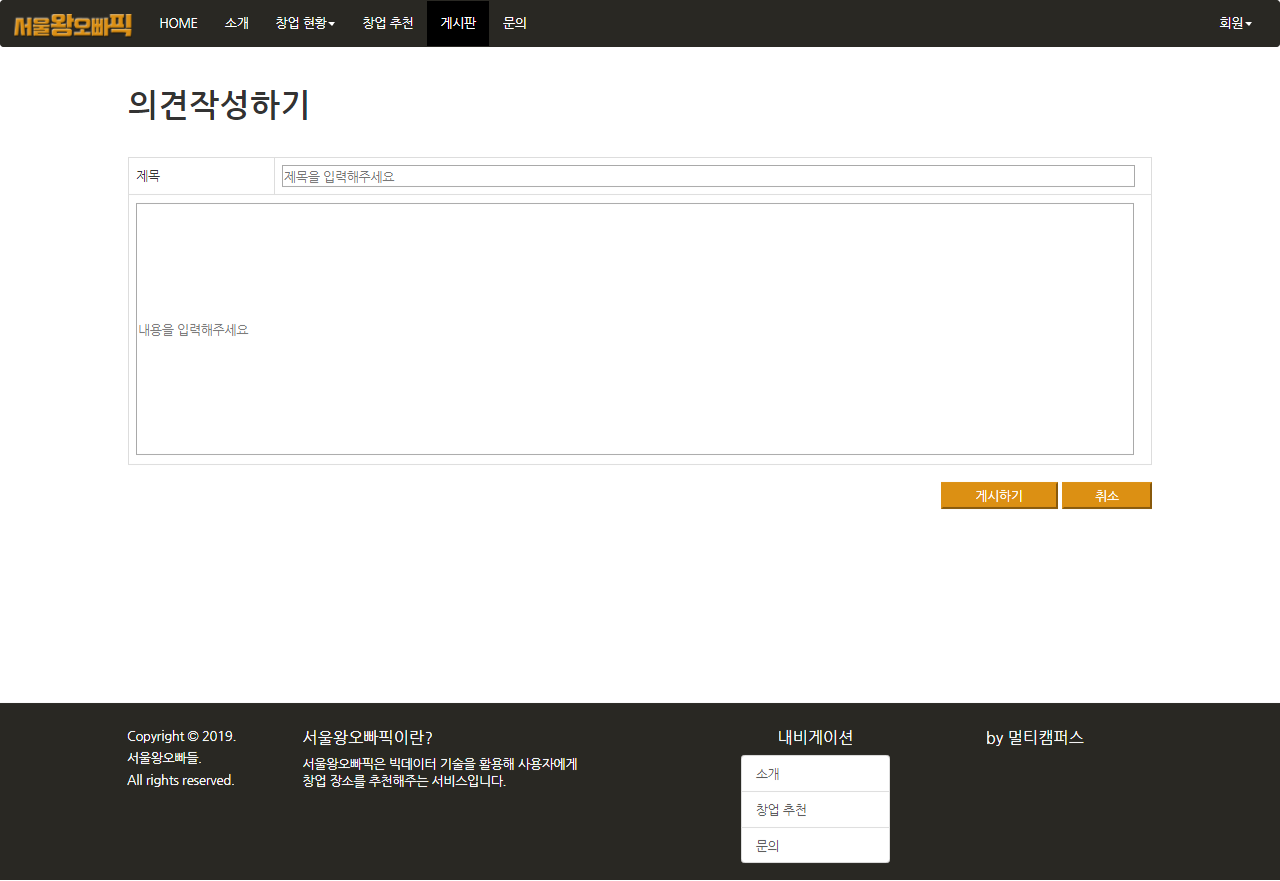 서울왕오빠픽 HOME 소개 창업 현황 창업 추천 게시판 문의 회원
의견작성하기
제목 제목을 입력해주세요
내용을 입력해주세요
게시하기 취소
Copyright © 2019.
서울왕오빠들.
All rights reserved.
서울왕오빠픽이란?
서울왕오빠픽은 빅데이터 기술을 활용해 사용자에게
창업 장소를 추천해주는 서비스입니다.
내비게이션
소개
창업 추천
문의
by 멀티캠퍼스